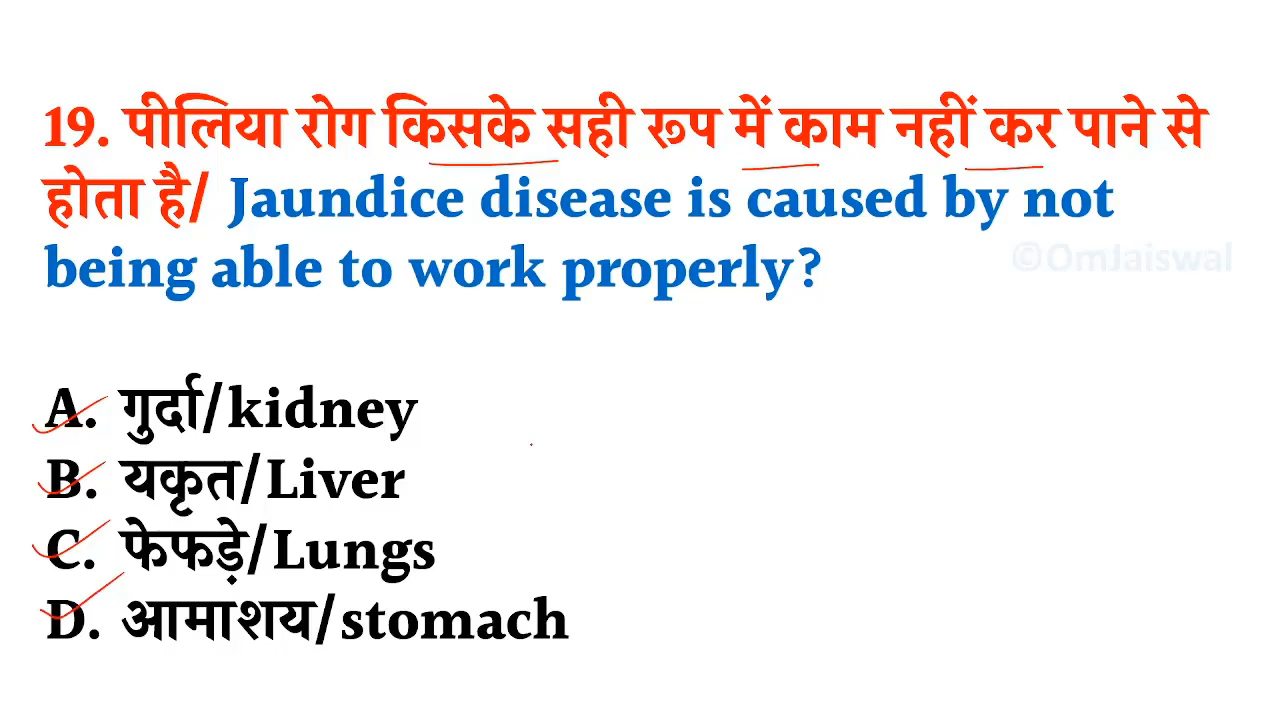 19. पीलिया रोग किसके सही रूप में काम नहीं कर पाने से
होता है/ Jaundice disease is caused by not
being able to work properly?
©OmJaiswal
A. गुर्दा/kidney
B. यकृत/Liver
C. फेफड़े/Lungs
D. आमाशय/stomach